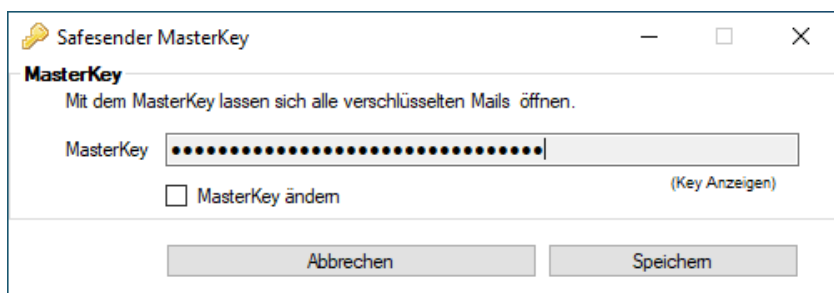 Safesender MasterKey
MasterKey
Mit dem MasterKey lassen sich alle verschlüsselten Mails öffnen.
MasterKey ●●●●●●●●●●●●●●●●●●●●●●●●●●●●●●●●
(Key Anzeigen)
MasterKey ändern
Abbrechen Speichern